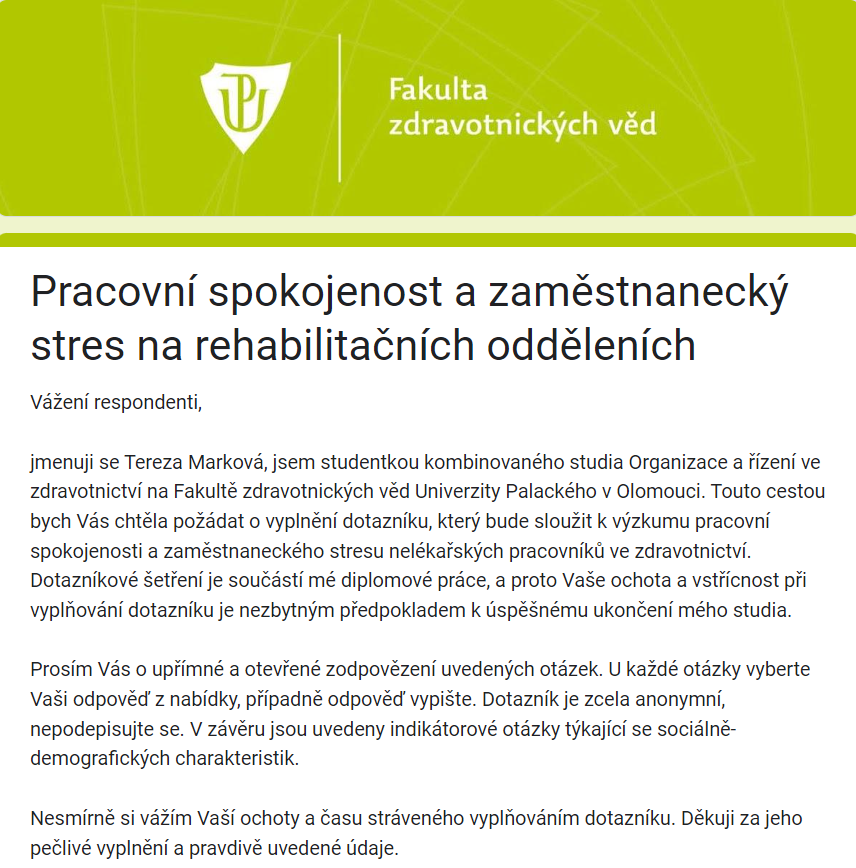 UP
Fakulta
zdravotnických věd
Pracovní spokojenost a zaměstnanecký
stres na rehabilitačních odděleních
Vážení respondenti,
jmenuji se Tereza Marková, jsem studentkou kombinovaného studia Organizace a řízení ve
zdravotnictví na Fakultě zdravotnických věd Univerzity Palackého v Olomouci. Touto cestou
bych Vás chtěla požádat o vyplnění dotazníku, který bude sloužit k výzkumu pracovní
spokojenosti a zaměstnaneckého stresu nelékařských pracovníků ve zdravotnictví.
Dotazníkové šetření je součástí mé diplomové práce, a proto Vaše ochota a vstřícnost při
vyplňování dotazníku je nezbytným předpokladem k úspěšnému ukončení mého studia.
Prosím Vás o upřímné a otevřené zodpovězení uvedených otázek. U každé otázky vyberte
Vaši odpověď z nabídky, případně odpověď vypište. Dotazník je zcela anonymní,
nepodepisujte se. V závěru jsou uvedeny indikátorové otázky týkající se sociálně-
demografických charakteristik.
Nesmírně si vážím Vaší ochoty a času stráveného vyplňováním dotazníku. Děkuji za jeho
pečlivé vyplnění a pravdivě uvedené údaje.